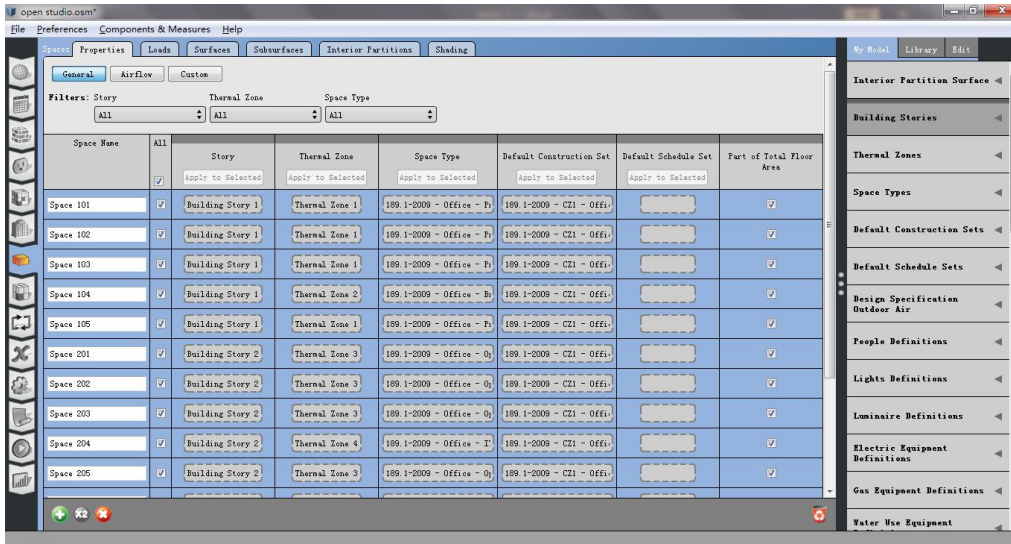 open studio.osm*
File Preferences Components & Measures Help
Spaces Properties Loads Surfaces Subsurfaces Interior Partitions Shading
My Model Library Edit
General Airflow Custom
Filters: Story Thermal Zone Space Type
All All All
Space Name All Story Thermal Zone Space Type Default Construction Set Default Schedule Set Part of Total Floor Area
Apply to Selected Apply to Selected Apply to Selected Apply to Selected Apply to Selected
Space 101 Building Story 1 Thermal Zone 1 189.1-2009 - Office - 189.1-2009 - CZ1 - Offi
Space 102 Building Story 1 Thermal Zone 1 189.1-2009 - Office - 189.1-2009 - CZ1 - Offi
Space 103 Building Story 1 Thermal Zone 1 189.1-2009 - Office - 189.1-2009 - CZ1 - Offi
Space 104 Building Story 1 Thermal Zone 2 189.1-2009 - Office - 189.1-2009 - CZ1 - Offi
Space 105 Building Story 1 Thermal Zone 1 189.1-2009 - Office - 189.1-2009 - CZ1 - Offi
Space 201 Building Story 2 Thermal Zone 3 189.1-2009 - Office - 189.1-2009 - CZ1 - Offi
Space 202 Building Story 2 Thermal Zone 3 189.1-2009 - Office - 189.1-2009 - CZ1 - Offi
Space 203 Building Story 2 Thermal Zone 3 189.1-2009 - Office - 189.1-2009 - CZ1 - Offi
Space 204 Building Story 2 Thermal Zone 4 189.1-2009 - Office - 189.1-2009 - CZ1 - Offi
Space 205 Building Story 2 Thermal Zone 3 189.1-2009 - Office - 189.1-2009 - CZ1 - Offi
X2
Interior Partition Surface
Building Stories
Thermal Zones
Space Types
Default Construction Sets
Default Schedule Sets
Design Specification
Outdoor Air
People Definitions
Lights Definitions
Luminaire Definitions
Electric Equipment
Definitions
Gas Equipment Definitions
Water Use Equipment